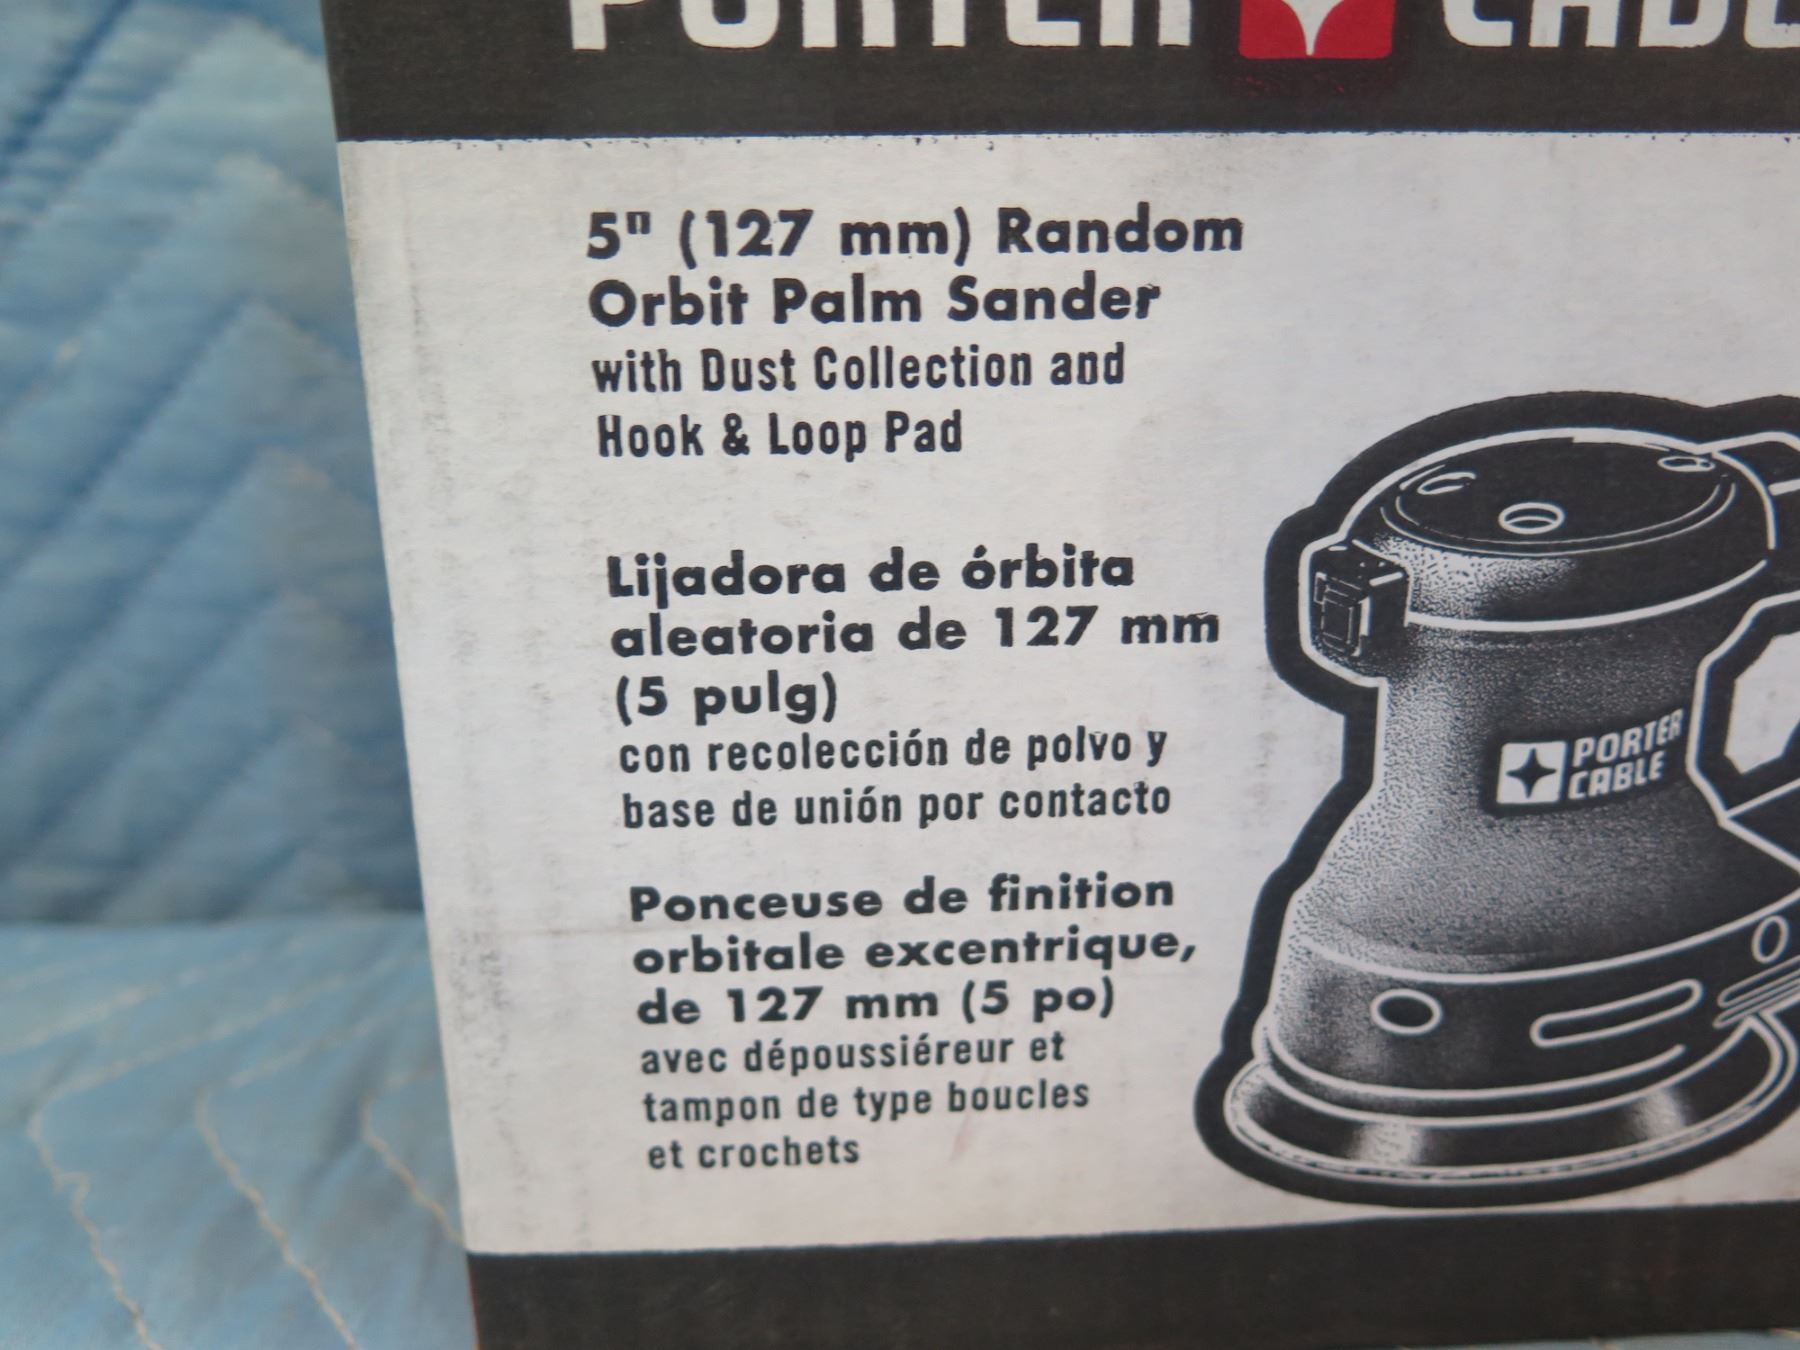 PORTER CABLE
5" (127 mm) Random
Orbit Palm Sander
with Dust Collection and
Hook & Loop Pad
Lijadora de órbita
aleatoria de 127 mm
(5 pulg)
con recolección de polvo y
base de unión por contacto
Ponceuse de finition
orbitale excentrique,
de 127 mm (5 po)
avec dépoussiéreur et
tampon de type boucles
et crochets
PORTER
CABLE